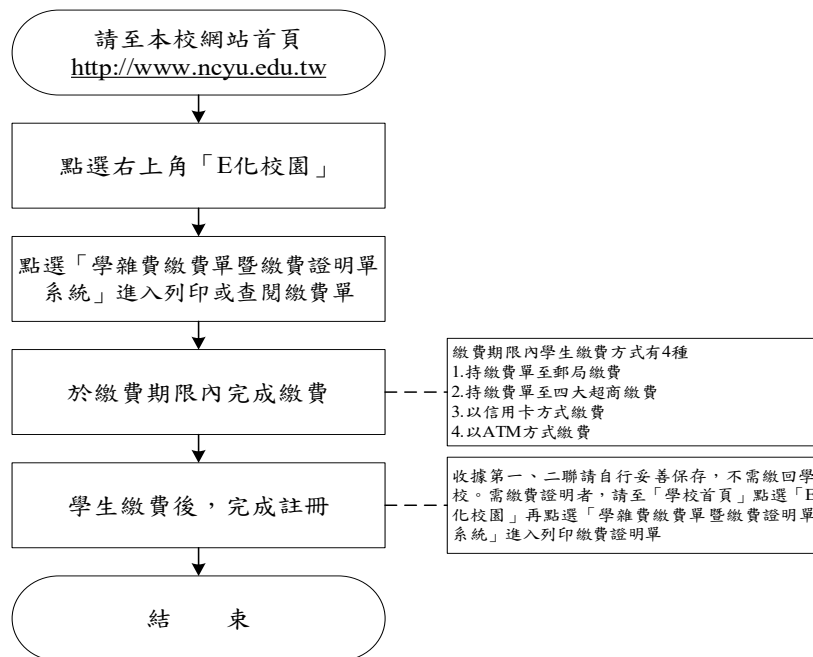 請至本校網站首頁
http://www.ncyu.edu.tw
點選右上角「E化校園」
點選「學雜費繳費單暨繳費證明單
系統」進入列印或查閱繳費單
於繳費期限內完成繳費
繳費期限內學生繳費方式有4種
1.持繳費單至郵局繳費
2.持繳費單至四大超商繳費
3.以信用卡方式繳費
4.以ATM方式繳費
學生繳費後，完成註冊
收據第一、二聯請自行妥善保存，不需繳回學
校。需繳費證明者，請至「學校首頁」點選「E
化校園」再點選「學雜費繳費單暨繳費證明單
系統」進入列印繳費證明單
結 束